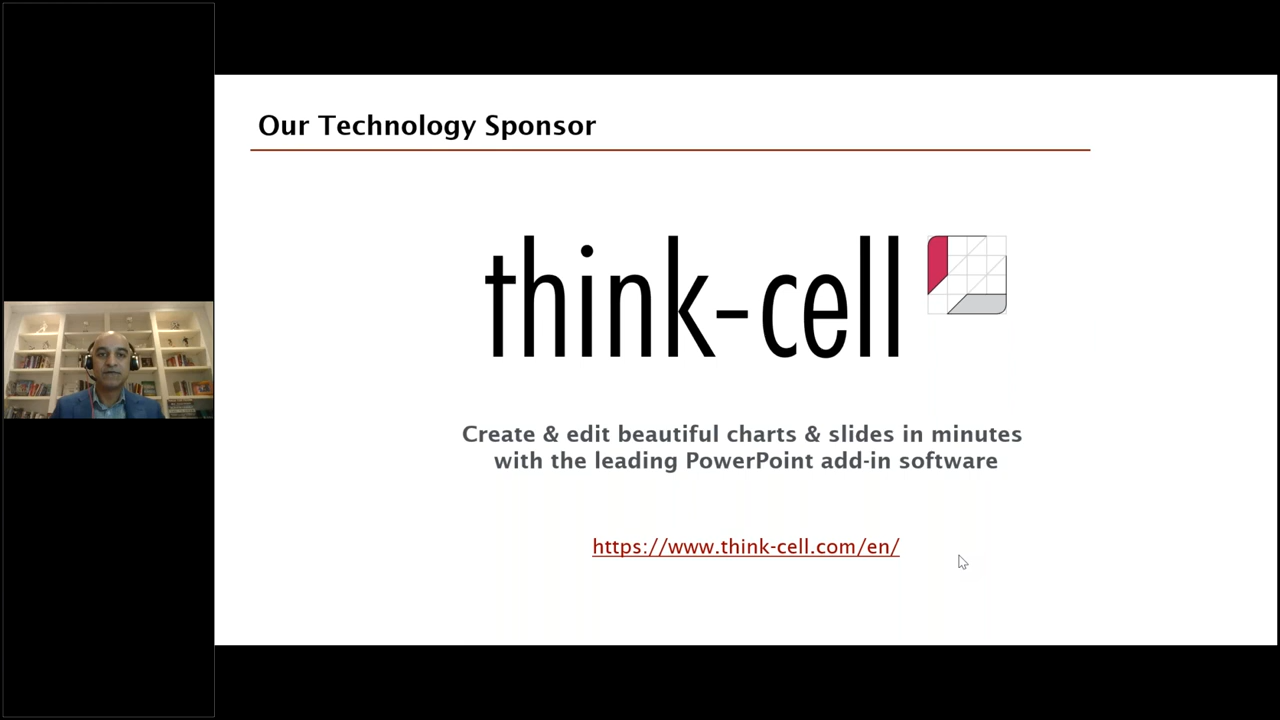 Our Technology Sponsor
think-cell
Create & edit beautiful charts & slides in minutes
with the leading PowerPoint add-in software
https://www.think-cell.com/en/